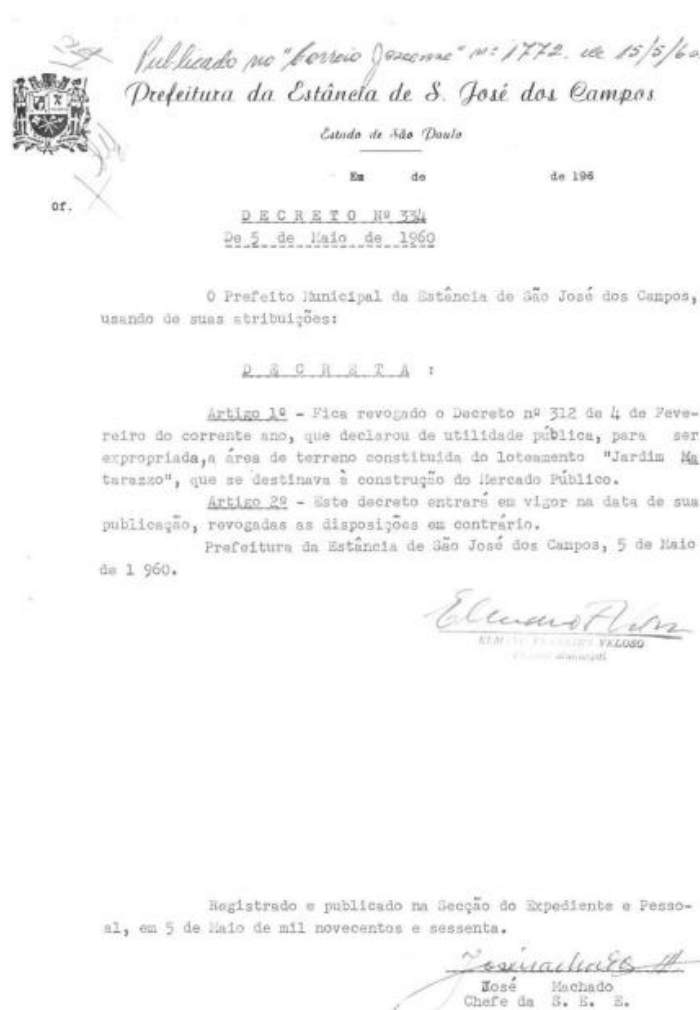 Publicado no "Correio Joseense" nº 1772. de 15/5/60.
Prefeitura da Estância de S. José dos Campos
Estado de São Paulo
Em de de 196
Of.
DECRETO Nº 334
De 5 de Maio de 1960
O Prefeito Municipal da Estância de São José dos Campos,
usando de suas atribuições:
DECRETA :
Artigo 1º - Fica revogado o Decreto nº 312 de 4 de Feve-
reiro do corrente ano, que declarou de utilidade pública, para ser
expropriada,a área de terreno constituida do loteamento "Jardim Ma
tarazzo", que se destinava à construção do Mercado Público.
Artigo 2º - Este decreto entrará em vigor na data de sua
publicação, revogadas as disposições em contrário.
Prefeitura da Estância de São José dos Campos, 5 de Maio
de 1 960.
ELMANO FERREIRA VELOSO
Prefeito Municipal
Registrado e publicado na Secção do Expediente e Pesso-
al, em 5 de Maio de mil novecentos e sessenta.
José Machado
Chefe da S. E. E.